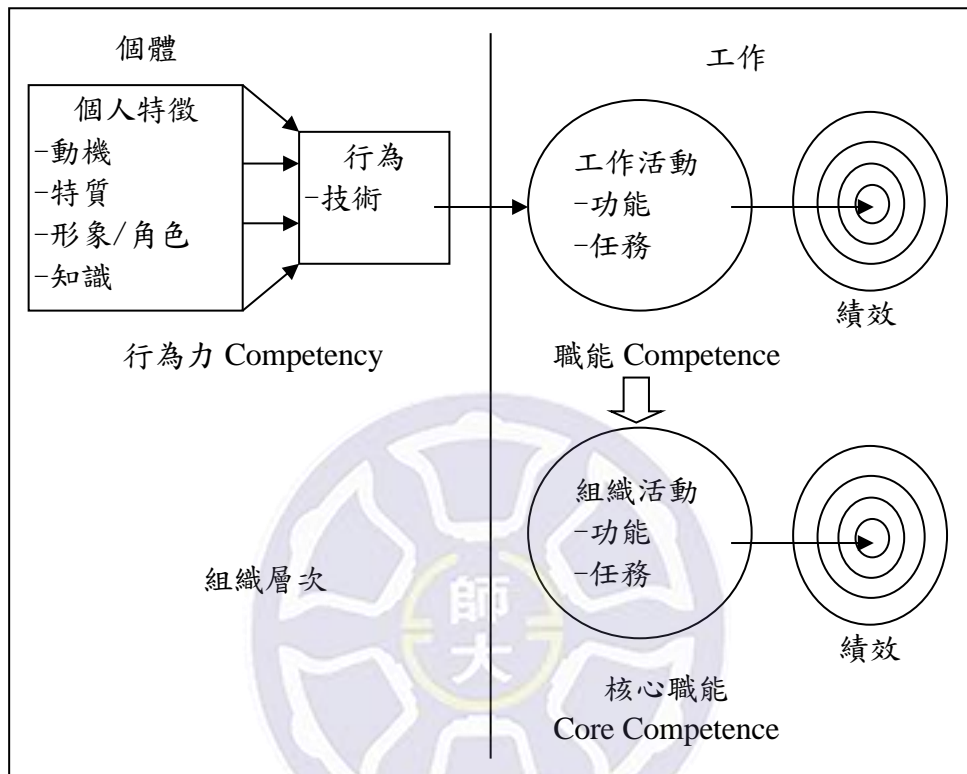 個體
個人特徵
-動機
-特質
-形象/角色
-知識
行為
-技術
行為力 Competency
工作
工作活動
-功能
-任務
績效
職能 Competence
組織層次
組織活動
-功能
-任務
績效
核心職能
Core Competence
師大